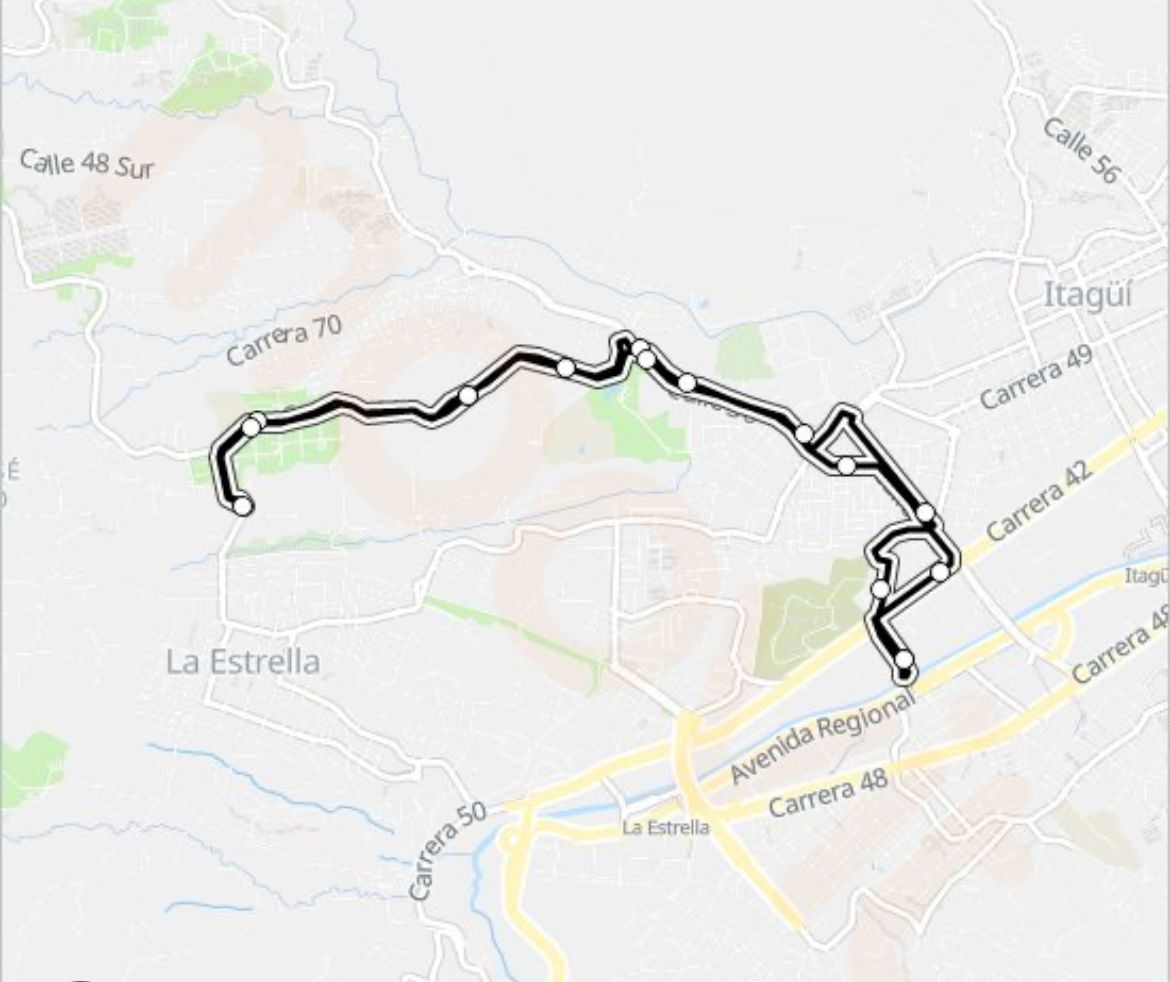 Calle 56
Calle 48 Sur
Itagüí
Carrera 70
Carrera 49
Carrera 42
Carrera 48
La Estrella
Avenida Regional
Carrera 48
La Estrella
Carrera 50